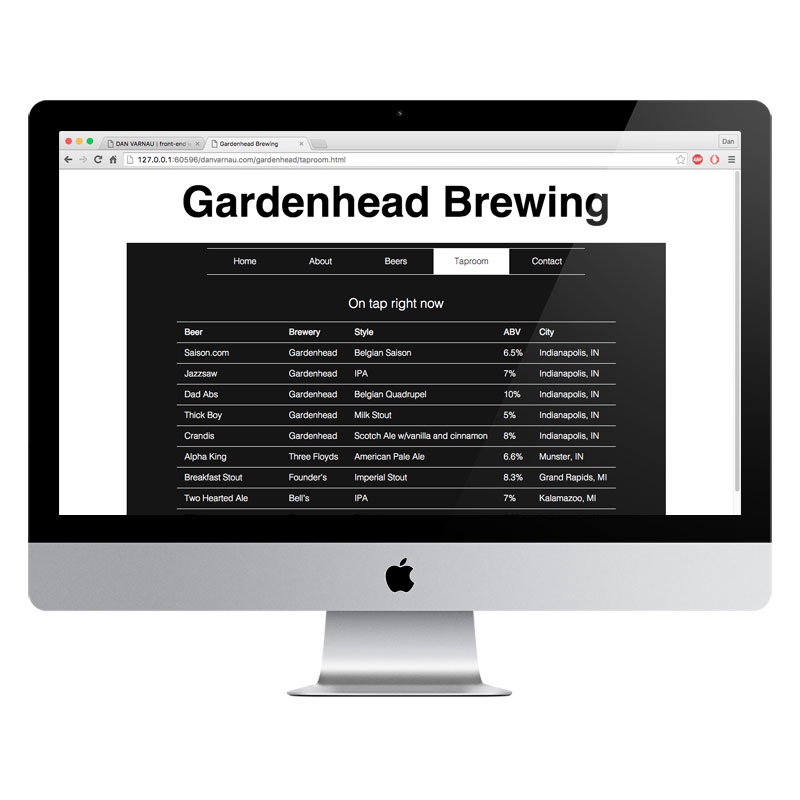 DAN VARNAU | front-end
Gardenhead Brewing
Dan
127.0.0.1:60596/danvarnau.com/gardenhead/taproom.html
ABP
Gardenhead Brewing
Home About Beers Taproom Contact
On tap right now
Beer Brewery Style ABV City
Saison.com Gardenhead Belgian Saison 6.5% Indianapolis, IN
Jazzsaw Gardenhead IPA 7% Indianapolis, IN
Dad Abs Gardenhead Belgian Quadrupel 10% Indianapolis, IN
Thick Boy Gardenhead Milk Stout 5% Indianapolis, IN
Crandis Gardenhead Scotch Ale w/vanilla and cinnamon 8% Indianapolis, IN
Alpha King Three Floyds American Pale Ale 6.6% Munster, IN
Breakfast Stout Founder's Imperial Stout 8.3% Grand Rapids, MI
Two Hearted Ale Bell's IPA 7% Kalamazoo, MI